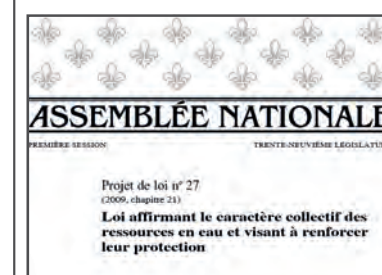 ASSEMBLÉE NATIONALE
PREMIÈRE SESSION TRENTE-NEUVIÈME
Projet de loi nº 27
(2009, chapitre 21)
Loi affirmant le caractère collectif des
ressources en eau et visant à renforcer
leur protection